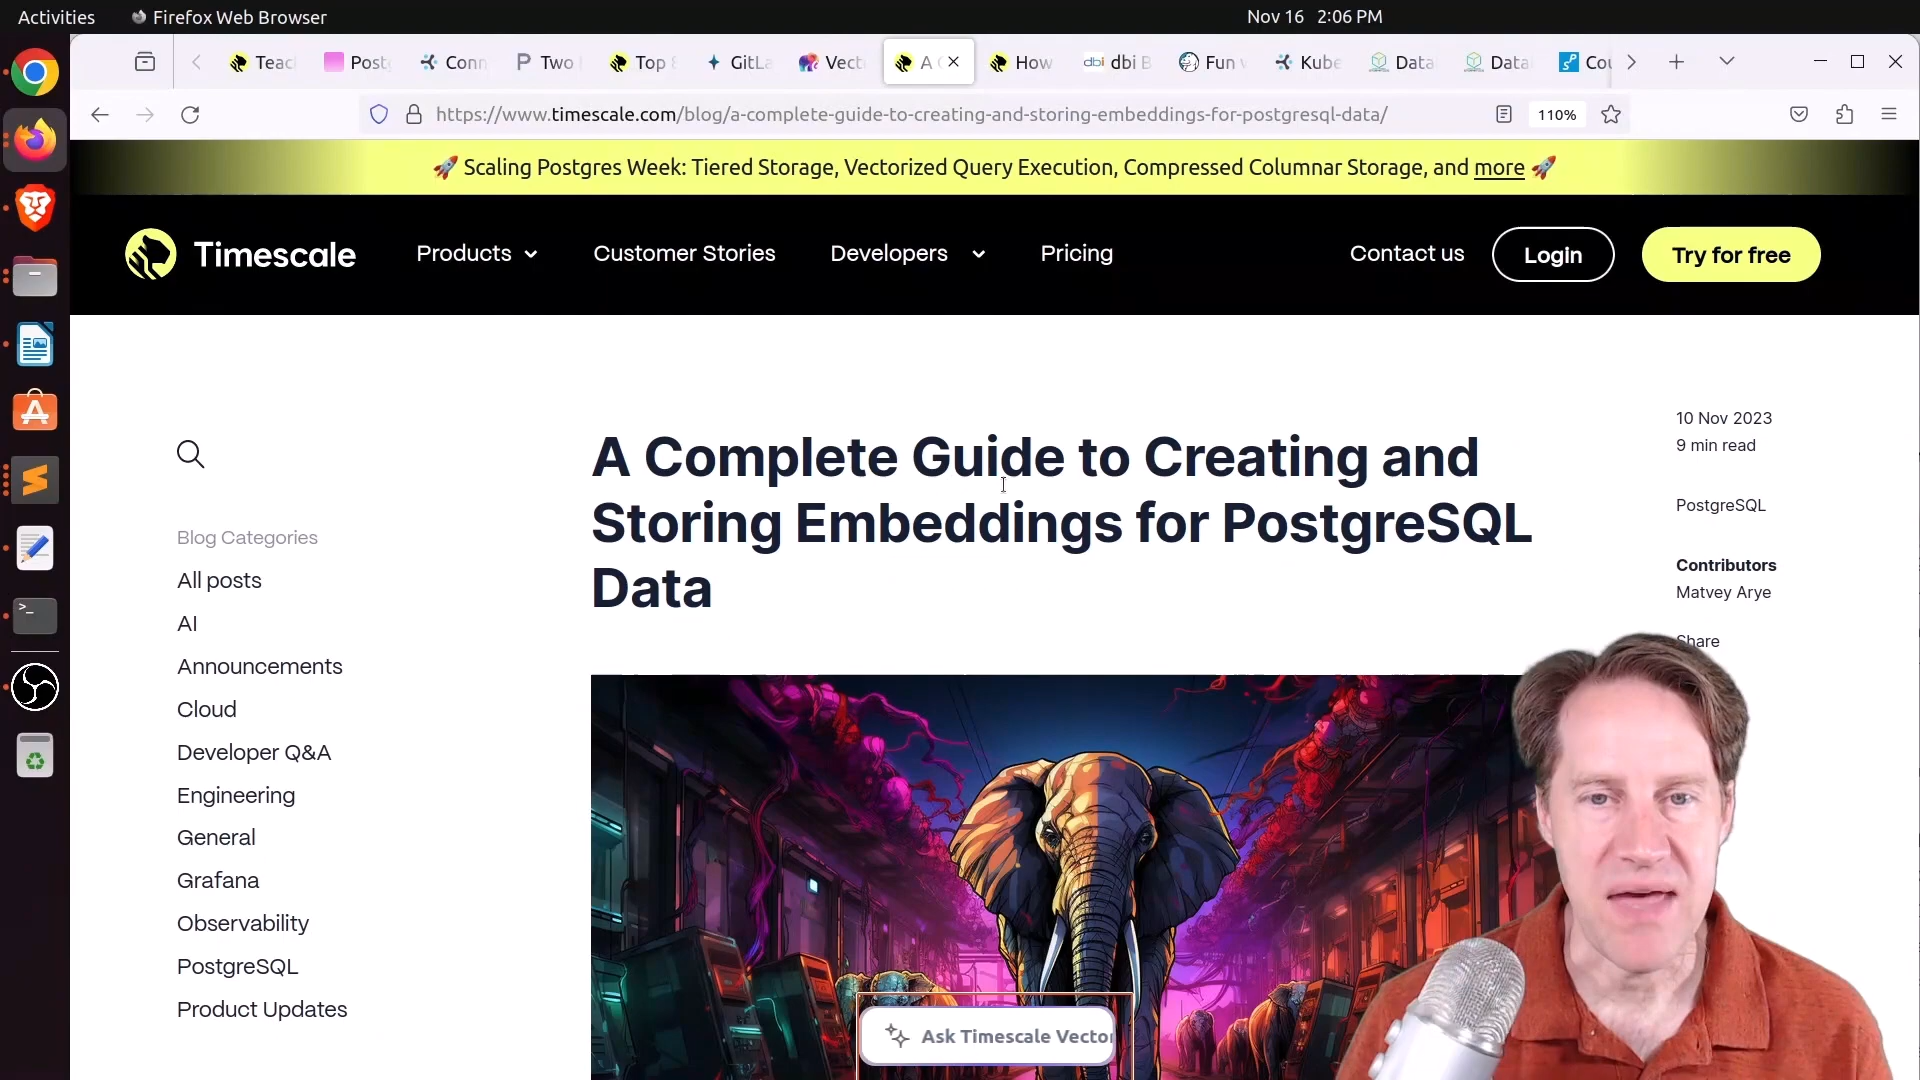 Activities
Firefox Web Browser
Nov 16 2:06 PM
Teac
Post
Conn
Two
Top
GitLa
Vect
A
How
dbi B
Fun
Kube
Data
Data
Cou
https://www.timescale.com/blog/a-complete-guide-to-creating-and-storing-embeddings-for-postgresql-data/
110%
🚀 Scaling Postgres Week: Tiered Storage, Vectorized Query Execution, Compressed Columnar Storage, and more 🚀
Timescale
Products
Customer Stories
Developers
Pricing
Contact us
Login
Try for free
A Complete Guide to Creating and
Storing Embeddings for PostgreSQL
Data
10 Nov 2023
9 min read
PostgreSQL
Contributors
Matvey Arye
Share
Blog Categories
All posts
AI
Announcements
Cloud
Developer Q&A
Engineering
General
Grafana
Observability
PostgreSQL
Product Updates
Ask Timescale Vector